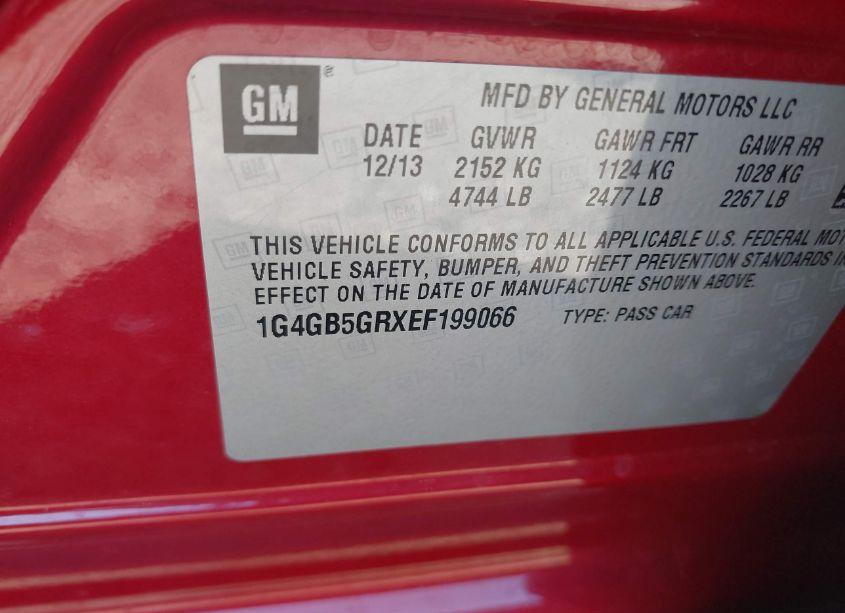 GM
®
MFD BY GENERAL MOTORS LLC
DATE GVWR GAWR FRT GAWR RR
12/13 2152 KG 1124 KG 1028 KG
4744 LB 2477 LB 2267 LB
THIS VEHICLE CONFORMS TO ALL APPLICABLE U.S. FEDERAL MOT
VEHICLE SAFETY, BUMPER, AND THEFT PREVENTION STANDARDS IN
EFFECT ON THE DATE OF MANUFACTURE SHOWN ABOVE.
1G4GB5GRXEF199066 TYPE: PASS CAR